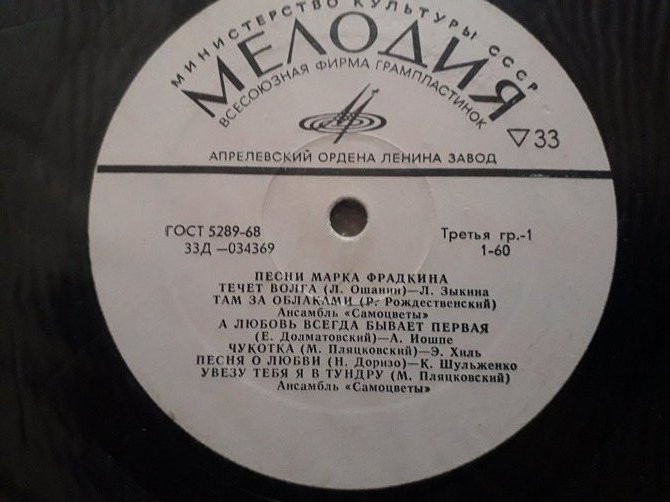 МИНИСТЕРСТВО КУЛЬТУРЫ СССР
МЕЛОДИЯ
ВСЕСОЮЗНАЯ ФИРМА ГРАМПЛАСТИНОК
▽33
АПРЕЛЕВСКИЙ ОРДЕНА ЛЕНИНА ЗАВОД
ГОСТ 5289-68
33Д—034369
Третья гр.-1
1-60
ПЕСНИ МАРКА ФРАДКИНА
ТЕЧЕТ ВОЛГА (Л. Ошанин)—Л. Зыкина
ТАМ ЗА ОБЛАКАМИ (Р. Рождественский)
Ансамбль «Самоцветы»
А ЛЮБОВЬ ВСЕГДА БЫВАЕТ ПЕРВАЯ
(Е. Долматовский)—А. Иошпе
ЧУКОТКА (М. Пляцковский)—Э. Хиль
ПЕСНЯ О ЛЮБВИ (Н. Доризо)—К. Шульженко
УВЕЗУ ТЕБЯ Я В ТУНДРУ (М. Пляцковский)
Ансамбль «Самоцветы»